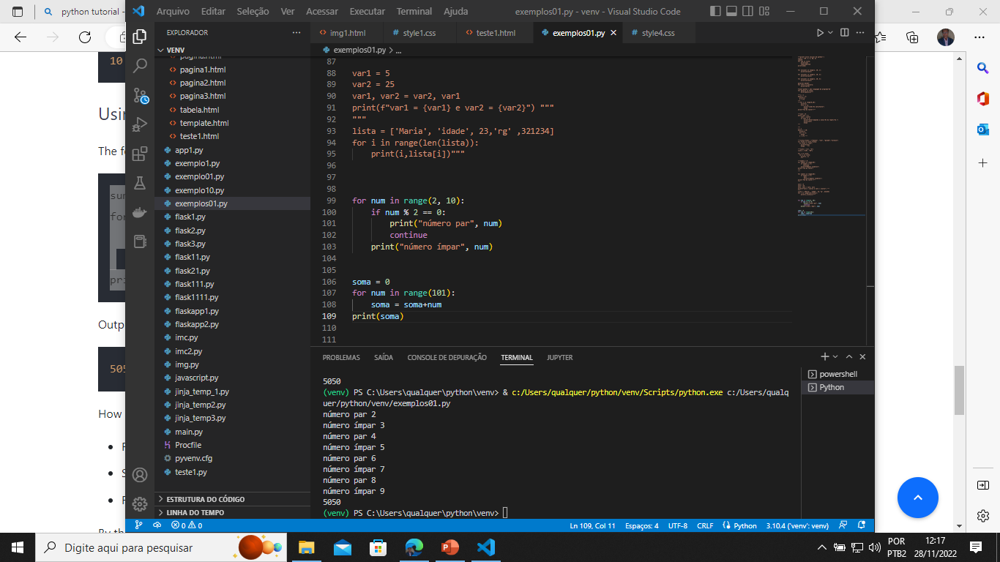 python tutorial -
Arquivo Editar Seleção Ver Acessar Executar Terminal Ajuda
exemplos01.py - venv - Visual Studio Code
10
Usin
The f
sum
for
pri
Outp
505
How
By th
EXPLORADOR
VENV
pagina.html
pagina1.html
pagina2.html
pagina3.html
tabela.html
template.html
teste1.html
app1.py
exemplo1.py
exemplo01.py
exemplo10.py
exemplos01.py
flask1.py
flask2.py
flask3.py
flask11.py
flask21.py
flask111.py
flask1111.py
flaskapp1.py
flaskapp2.py
imc.py
imc2.py
img.py
javascript.py
jinja_temp_1.py
jinja_temp2.py
jinja_temp3.py
main.py
Procfile
pyvenv.cfg
teste1.py
ESTRUTURA DO CÓDIGO
LINHA DO TEMPO
img1.html style1.css teste1.html exemplos01.py style4.css
exemplos01.py > ...
87
88 var1 = 5
89 var2 = 25
90 var1, var2 = var2, var1
91 print(f"var1 = {var1} e var2 = {var2}") """
92 """
93 lista = ['Maria', 'idade', 23,'rg' ,321234]
94 for i in range(len(lista)):
95 print(i,lista[i])"""
96
97
98
99 for num in range(2, 10):
100 if num % 2 == 0:
101 print("número par", num)
102 continue
103 print("número ímpar", num)
104
105
106 soma = 0
107 for num in range(101):
108 soma = soma+num
109 print(soma)
110
111
PROBLEMAS SAÍDA CONSOLE DE DEPURAÇÃO TERMINAL JUPYTER
5050
(venv) PS C:\Users\qualquer\python\venv> & c:/Users/qualquer/python/venv/Scripts/python.exe c:/Users/qualq
uer/python/venv/exemplos01.py
número par 2
número ímpar 3
número par 4
número ímpar 5
número par 6
número ímpar 7
número par 8
número ímpar 9
5050
(venv) PS C:\Users\qualquer\python\venv>
powershell
Python
0 0
Ln 109, Col 11 Espaços: 4 UTF-8 CRLF Python 3.10.4 ('venv': venv)
Digite aqui para pesquisar
POR
PTB2
12:17
28/11/2022